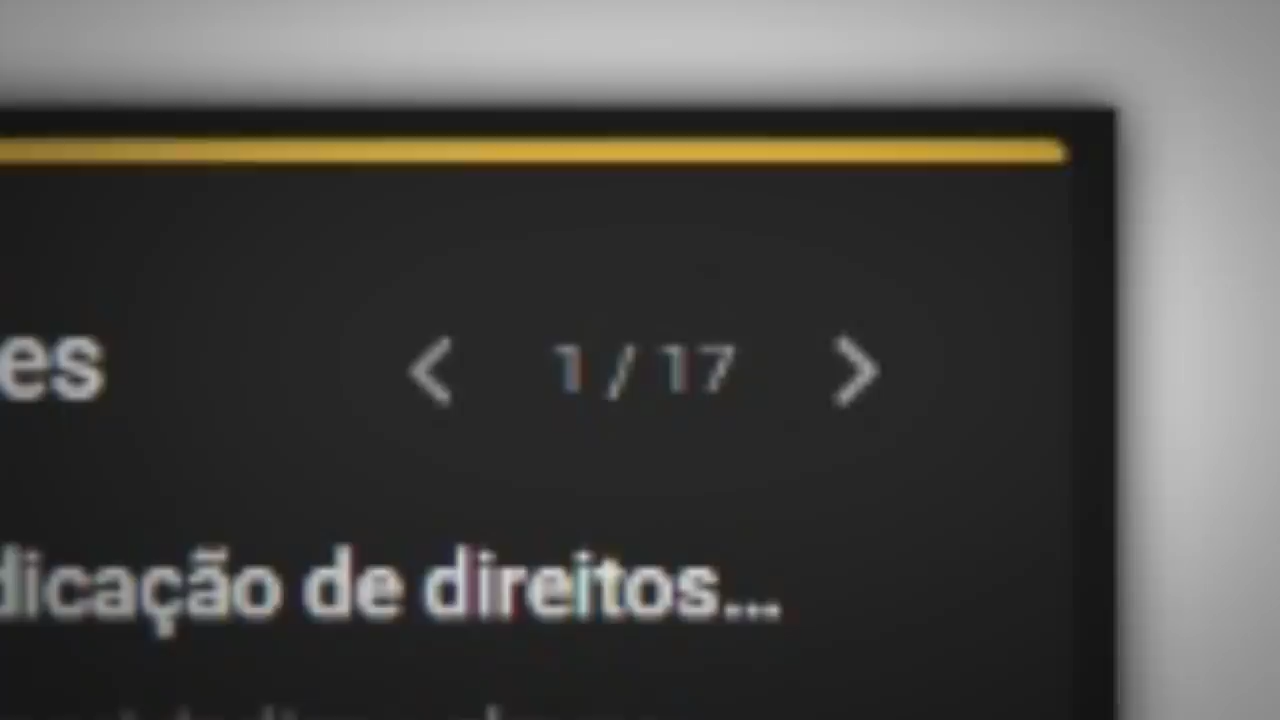 es
< 1 / 17 >
dicação de direitos...